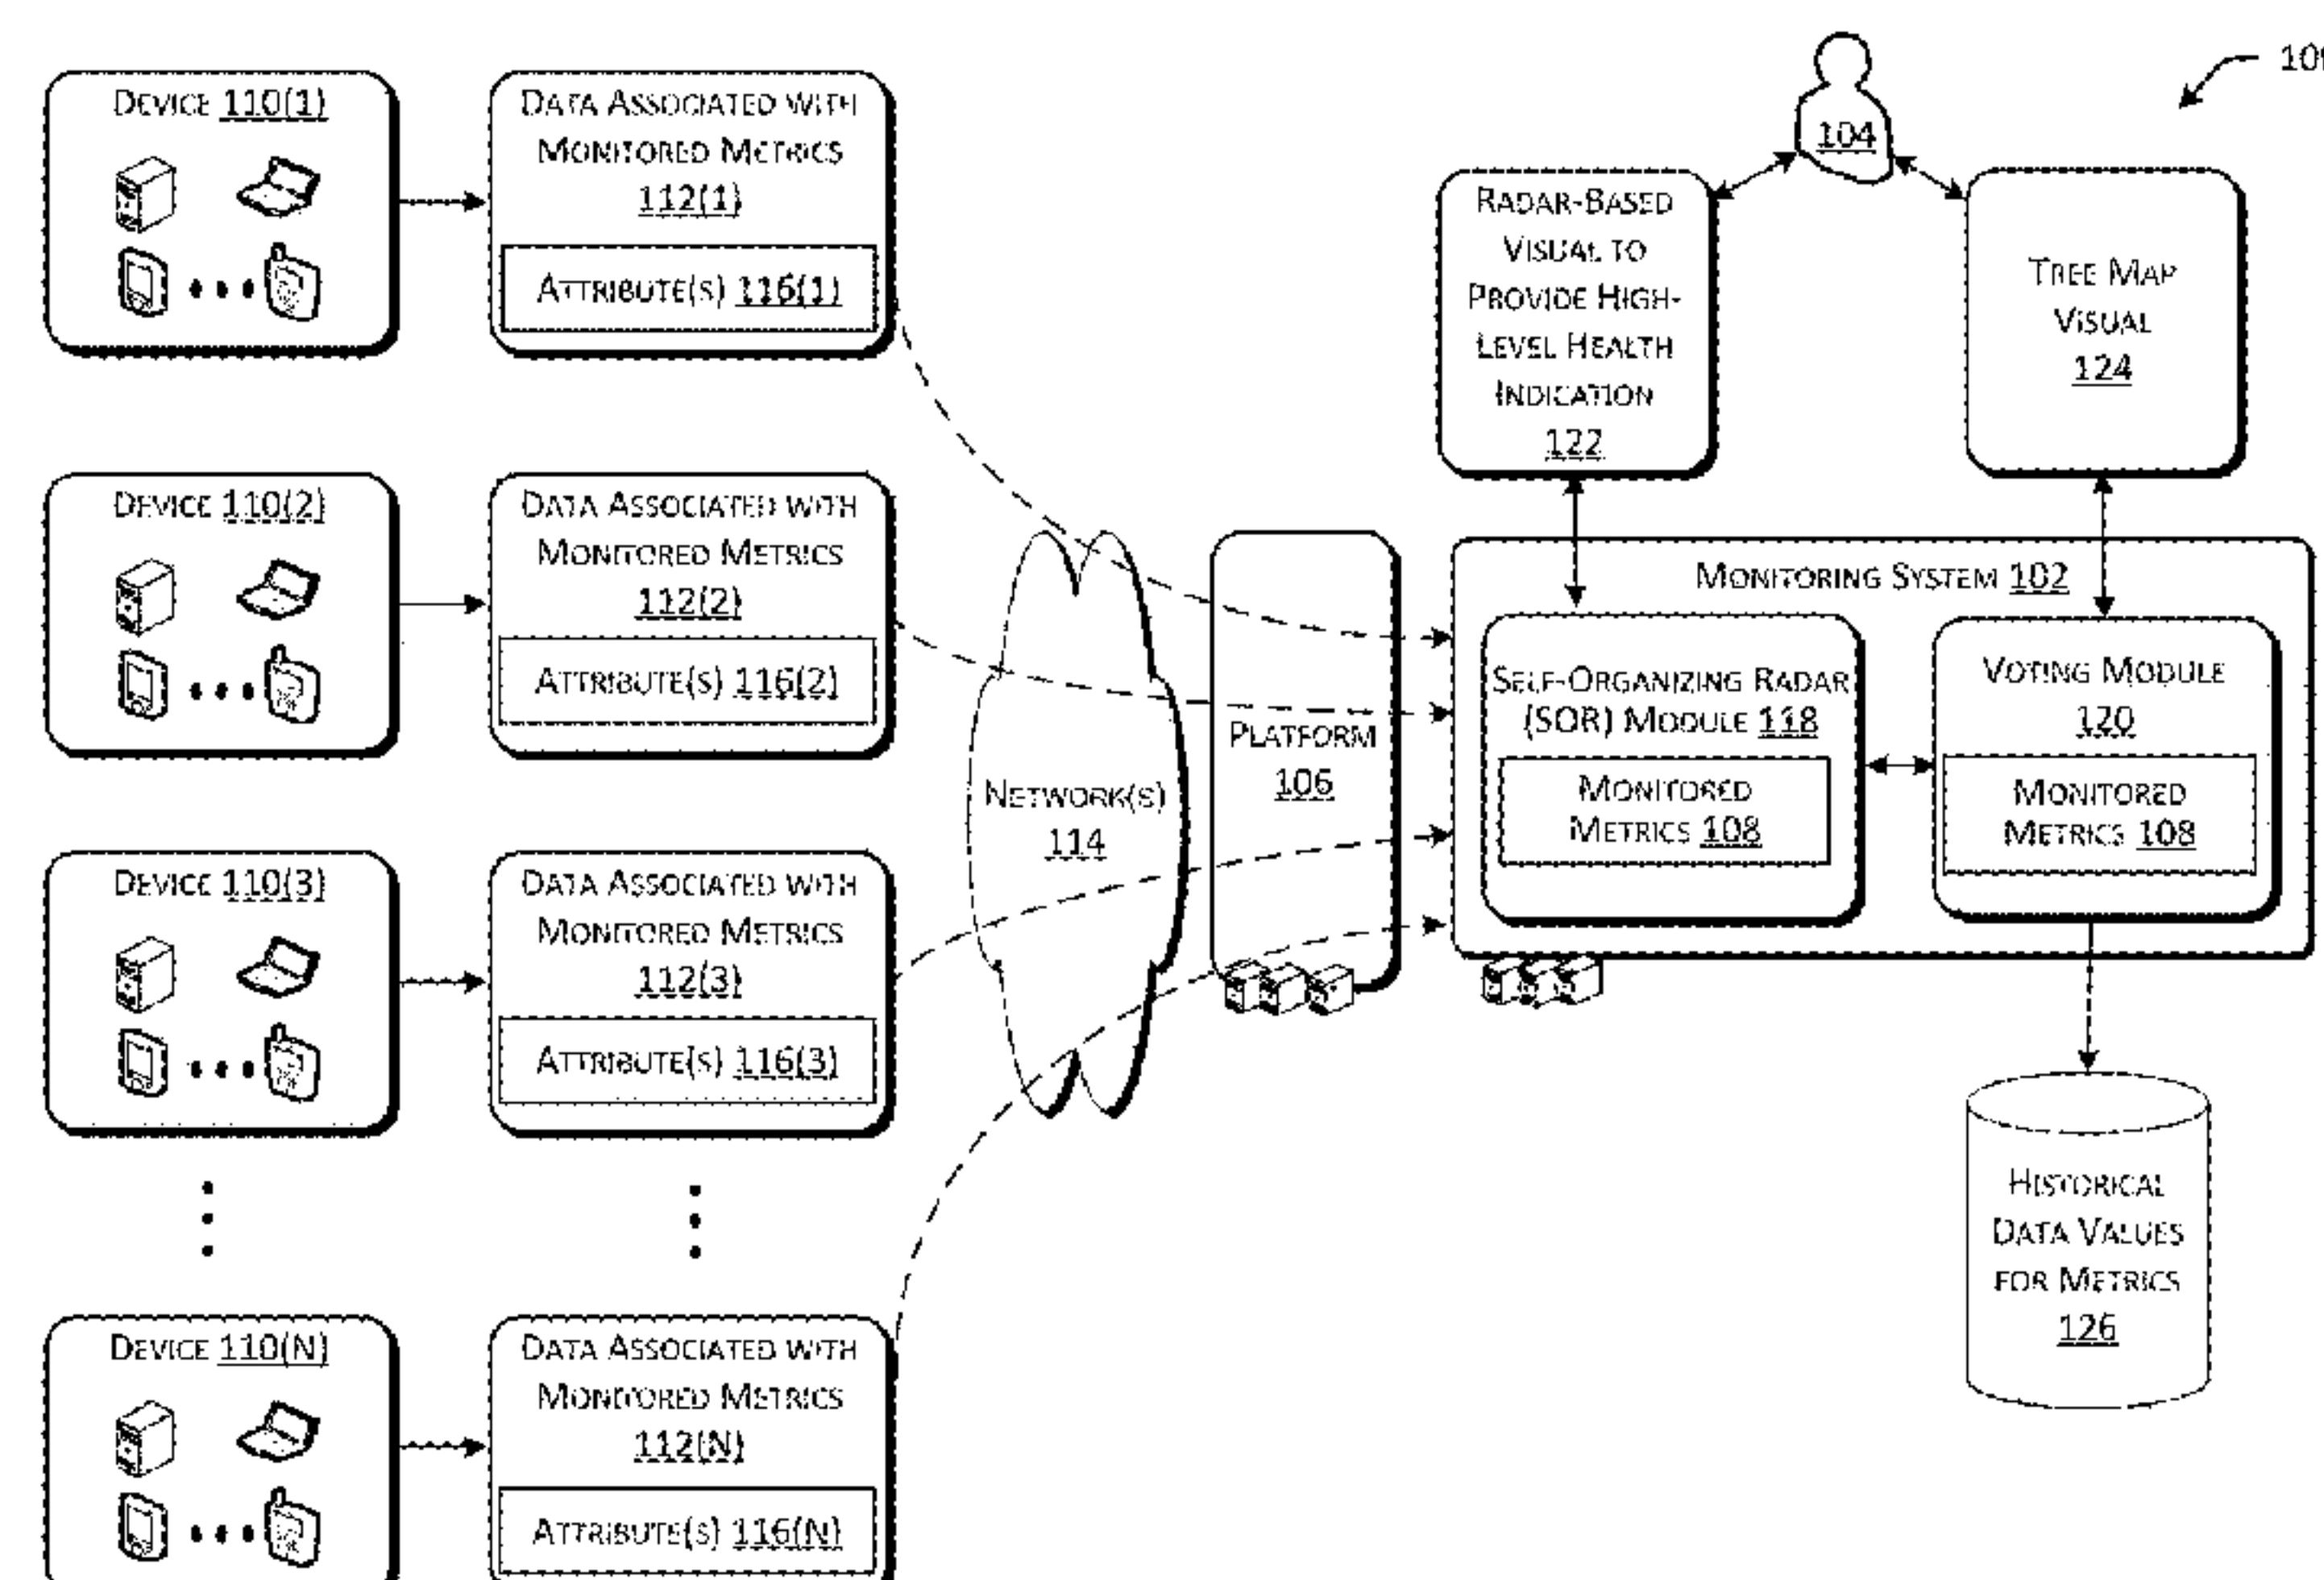 DEVICE 110(1)
DATA ASSOCIATED WITH
MONITORED METRICS
112(1)
ATTRIBUTE(S) 116(1)
DEVICE 110(2)
DATA ASSOCIATED WITH
MONITORED METRICS
112(2)
ATTRIBUTE(S) 116(2)
DEVICE 110(3)
DATA ASSOCIATED WITH
MONITORED METRICS
112(3)
ATTRIBUTE(S) 116(3)
DEVICE 110(N)
DATA ASSOCIATED WITH
MONITORED METRICS
112(N)
ATTRIBUTE(S) 116(N)
NETWORK(S)
114
PLATFORM
106
104
RADAR-BASED
VISUAL TO
PROVIDE HIGH-
LEVEL HEALTH
INDICATION
122
TREE MAP
VISUAL
124
MONITORING SYSTEM 102
SELF-ORGANIZING RADAR
(SOR) MODULE 118
MONITORED
METRICS 108
VOTING MODULE
120
MONITORED
METRICS 108
HISTORICAL
DATA VALUES
FOR METRICS
126